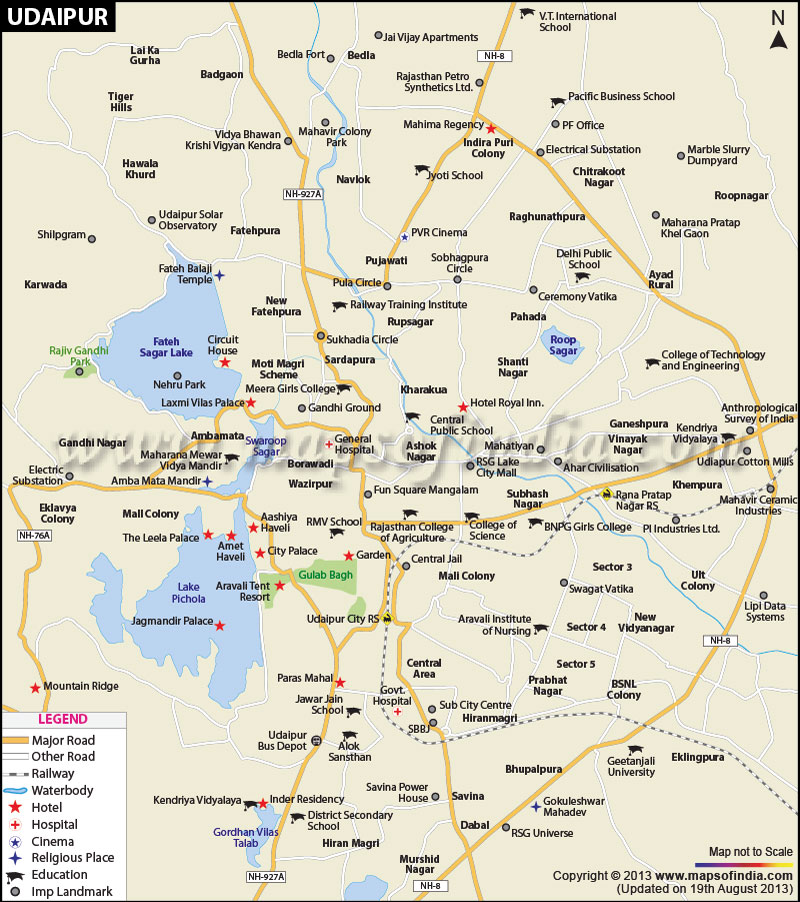 UDAIPUR
N
V.T. International
School
Jai Vijay Apartments
Lai Ka
Gurha
Bedla Fort
Bedla
NH-8
Badgaon
Rajasthan Petro
Synthetics Ltd.
Tiger
Hills
Pacific Business School
Mahima Regency
PF Office
Vidya Bhawan
Krishi Vigyan Kendra
Mahavir Colony
Park
Indira Puri
Colony
Electrical Substation
Marble Slurry
Dumpyard
Hawala
Khurd
Navlok
Jyoti School
Chitrakoot
Nagar
NH-927A
Roopnagar
Udaipur Solar
Observatory
Raghunathpura
Maharana Pratap
Khel Gaon
Shilpgram
Fatehpura
PVR Cinema
Pujawati
Sobhagpura
Circle
Delhi Public
School
Fateh Balaji
Temple
Karwada
Pula Circle
Ayad
Rural
Ceremony Vatika
New
Fatehpura
Railway Training Institute
Rupsagar
Pahada
Fateh
Sagar Lake
Circuit
House
Sukhadia Circle
Roop
Sagar
Rajiv Gandhi
Park
Moti Magri
Scheme
Sardapura
Shanti
Nagar
College of Technology
and Engineering
Nehru Park
Meera Girls College
Kharakua
Laxmi Vilas Palace
Gandhi Ground
Hotel Royal Inn.
Anthropological
Survey of India
Central
Public School
Ganeshpura
Kendriya
Vidyalaya
Gandhi Nagar
Ambamata
Swaroop
Sagar
General
Hospital
Ashok
Nagar
Mahatiyan
Vinayak
Nagar
www.mapsofindia.com
Maharana Mewar
Vidya Mandir
Borawadi
RSG Lake
City Mall
Ahar Civilisation
Udiapur Cotton Mills
Electric
Substation
Amba Mata Mandir
Wazirpur
Fun Square Mangalam
Subhash
Nagar
Khempura
Rana Pratap
Nagar RS
Mahavir Ceramic
Industries
Eklavya
Colony
Mall Colony
Aashiya
Haveli
RMV School
Rajasthan College
of Agriculture
College of
Science
BNPG Girls College
PI Industries Ltd.
NH-76A
The Leela Palace
Amet
Haveli
City Palace
Garden
Central Jail
Gulab Bagh
Mali Colony
Sector 3
Ult
Colony
Lake
Pichola
Aravali Tent
Resort
Swagat Vatika
Lipi Data
Systems
Jagmandir Palace
Udaipur City RS
Aravali Institute
of Nursing
Sector 4
New
Vidyanagar
NH-8
Central
Area
Sector 5
Mountain Ridge
Paras Mahal
Prabhat
Nagar
BSNL
Colony
Govt.
Hospital
Jawar Jain
School
Sub City Centre
Hiranmagri
SBBJ
Udaipur
Bus Depot
Alok
Sansthan
Geetanjali
University
Eklingpura
Bhupalpura
Savina Power
House
Savina
Kendriya Vidyalaya
Inder Residency
Gokuleshwar
Mahadev
District Secondary
School
Dabal
RSG Universe
Gordhan Vilas
Talab
Hiran Magri
Murshid
Nagar
NH-927A
NH-8
LEGEND
Major Road
Other Road
Railway
Waterbody
Hotel
Hospital
Cinema
Religious Place
Education
Imp Landmark
Map not to Scale
Copyright © 2013 www.mapsofindia.com
(Updated on 19th August 2013)